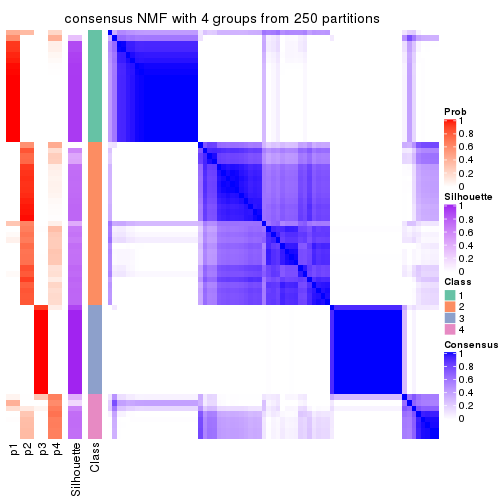 consensus NMF with 4 groups from 250 partitions
Prob
1
0.8
0.6
0.4
0.2
0
Silhouette
1
0.8
0.6
0.4
0.2
0
Class
1
2
3
4
Consensus
1
0.8
0.6
0.4
0.2
0
p1
p2
p3
p4
Silhouette
Class